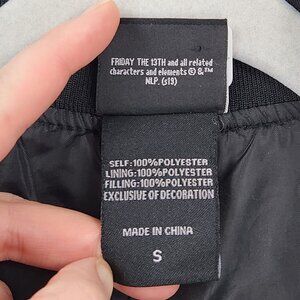 FRIDAY THE 13TH and all related
characters and elements © &™
NLP. (s19)
SELF:100%POLYESTER
LINING:100%POLYESTER
FILLING:100%POLYESTER
EXCLUSIVE OF DECORATION
MADE IN CHINA
S